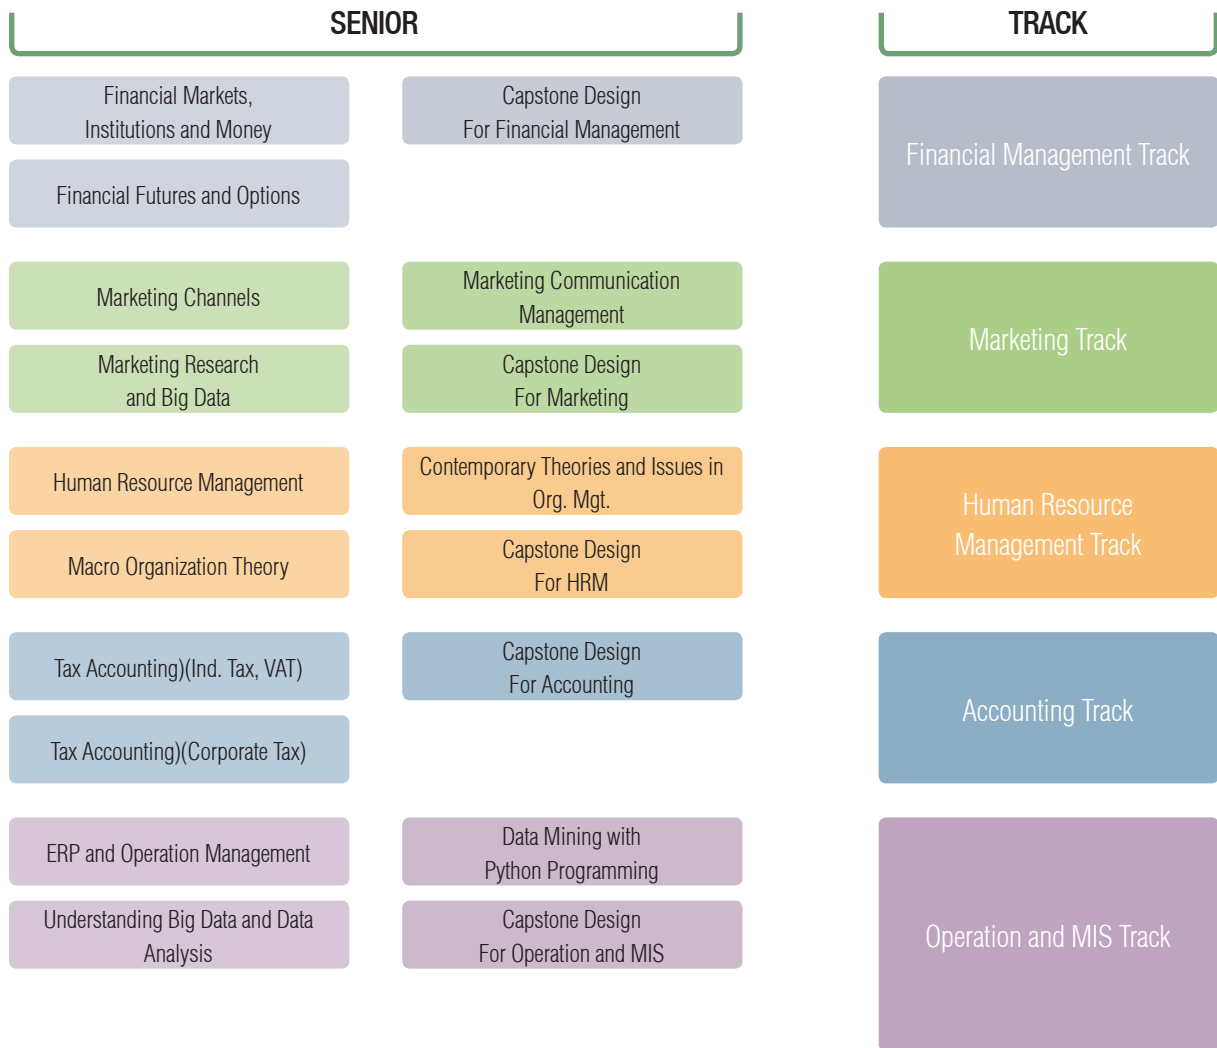 SENIOR
TRACK
Financial Markets,
Institutions and Money
Capstone Design
For Financial Management
Financial Futures and Options
Financial Management Track
Marketing Channels
Marketing Communication
Management
Marketing Research
and Big Data
Capstone Design
For Marketing
Marketing Track
Human Resource Management
Contemporary Theories and Issues in
Org. Mgt.
Macro Organization Theory
Capstone Design
For HRM
Human Resource
Management Track
Tax Accounting)(Ind. Tax, VAT)
Capstone Design
For Accounting
Tax Accounting)(Corporate Tax)
Accounting Track
ERP and Operation Management
Data Mining with
Python Programming
Understanding Big Data and Data
Analysis
Capstone Design
For Operation and MIS
Operation and MIS Track